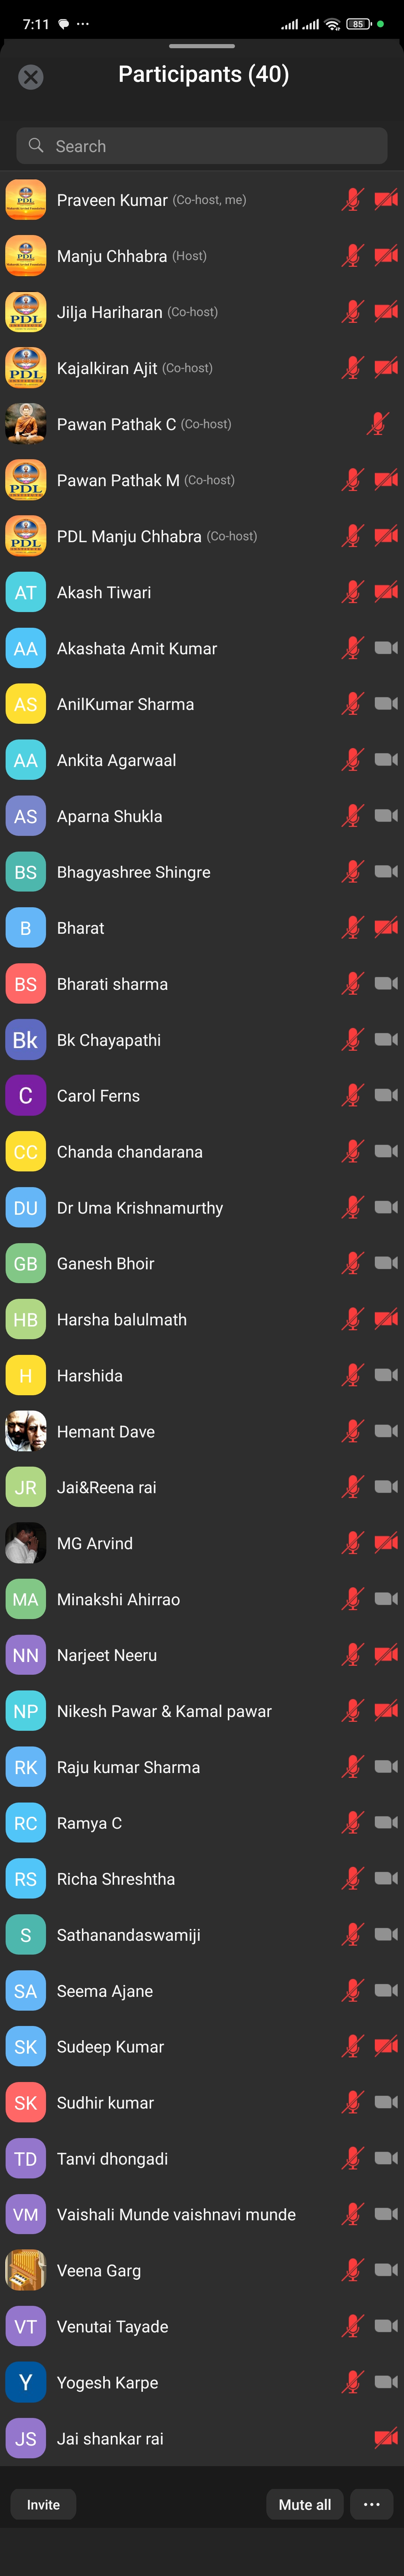 7:11
85
Participants (40)
Search
Praveen Kumar (Co-host, me)
Manju Chhabra (Host)
Jilja Hariharan (Co-host)
Kajalkiran Ajit (Co-host)
Pawan Pathak C (Co-host)
Pawan Pathak M (Co-host)
PDL Manju Chhabra (Co-host)
AT Akash Tiwari
AA Akashata Amit Kumar
AS AnilKumar Sharma
AA Ankita Agarwaal
AS Aparna Shukla
BS Bhagyashree Shingre
B Bharat
BS Bharati sharma
Bk Bk Chayapathi
C Carol Ferns
CC Chanda chandarana
DU Dr Uma Krishnamurthy
GB Ganesh Bhoir
HB Harsha balulmath
H Harshida
Hemant Dave
JR Jai&Reena rai
MG Arvind
MA Minakshi Ahirrao
NN Narjeet Neeru
NP Nikesh Pawar & Kamal pawar
RK Raju kumar Sharma
RC Ramya C
RS Richa Shreshtha
S Sathanandaswamiji
SA Seema Ajane
SK Sudeep Kumar
SK Sudhir kumar
TD Tanvi dhongadi
VM Vaishali Munde vaishnavi munde
Veena Garg
VT Venutai Tayade
Y Yogesh Karpe
JS Jai shankar rai
Invite
Mute all